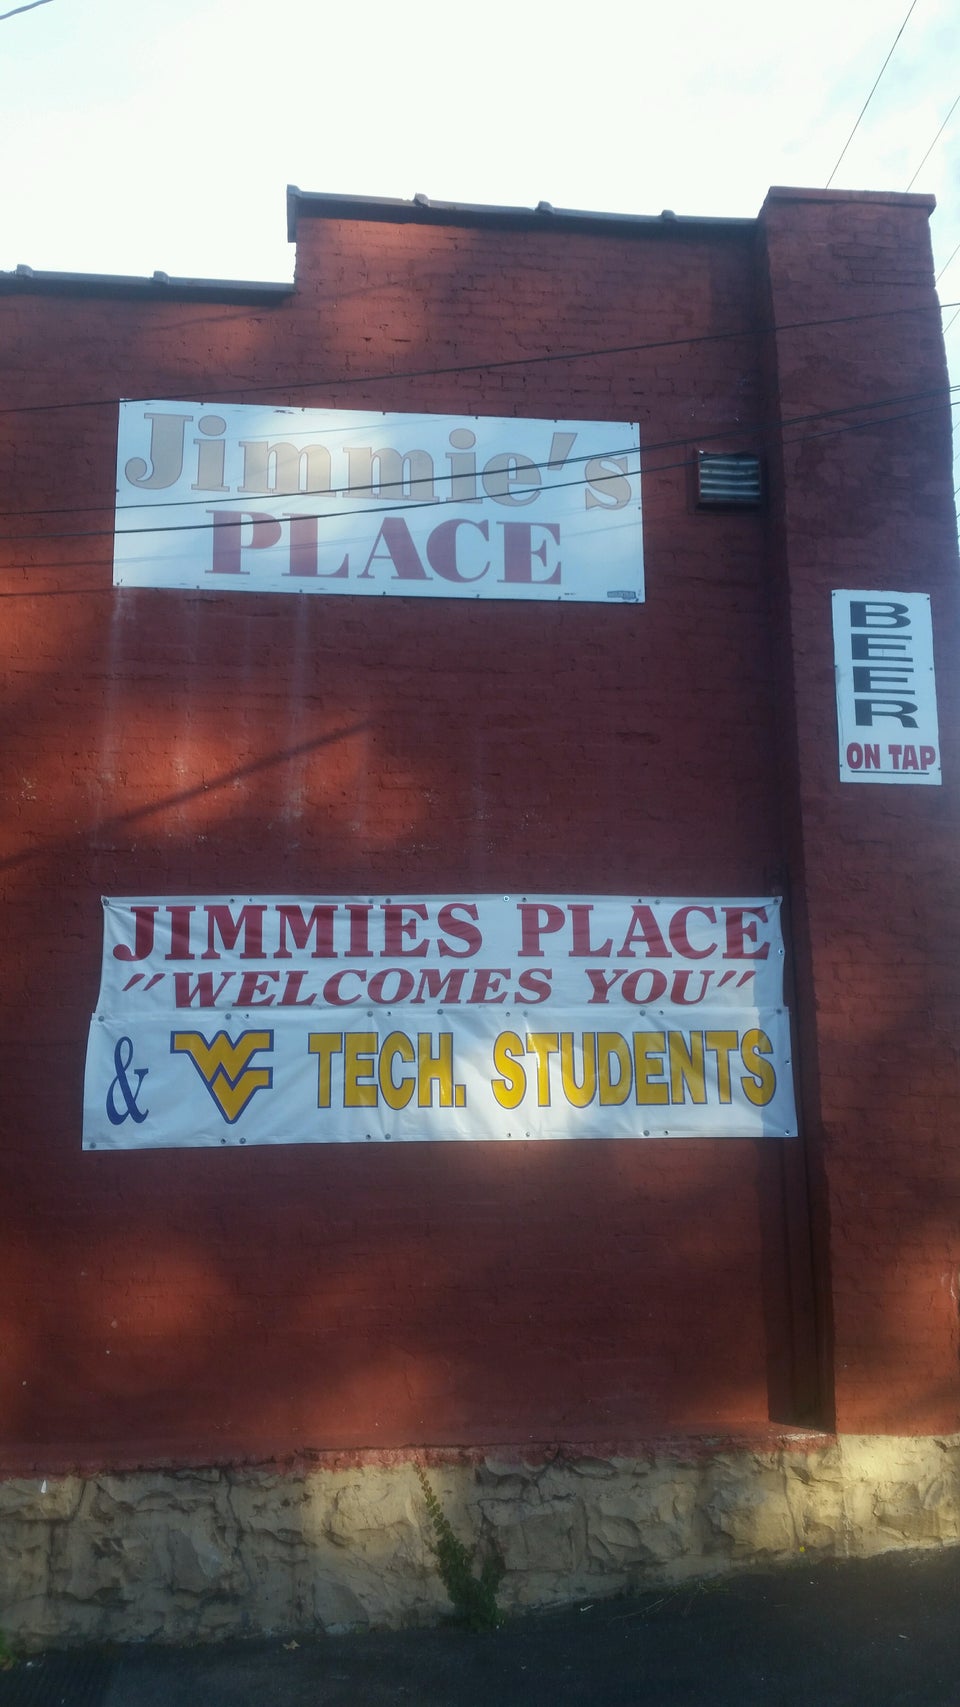 Jimmie's
PLACE
BEER
ON TAP
JIMMIES PLACE
"WELCOMES YOU"
& WV TECH. STUDENTS